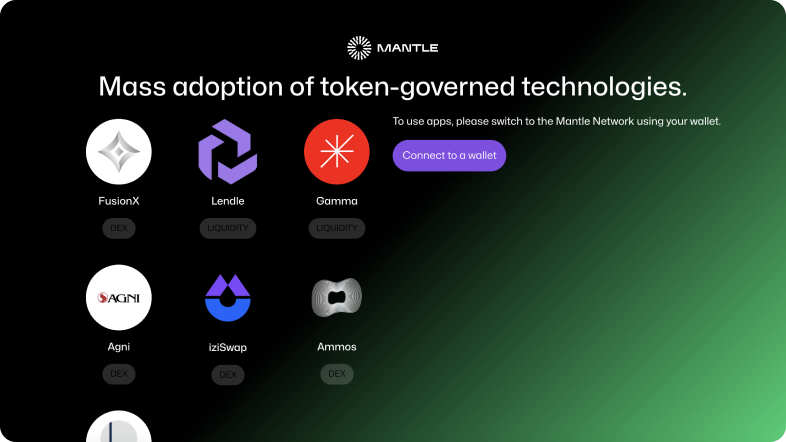 MANTLE
Mass adoption of token-governed technologies.
To use apps, please switch to the Mantle Network using your wallet.
Connect to a wallet
FusionX
Lendle
Gamma
DEX
LIQUIDITY
LIQUIDITY
AGNI
Agni
iziSwap
Ammos
DEX
DEX
DEX